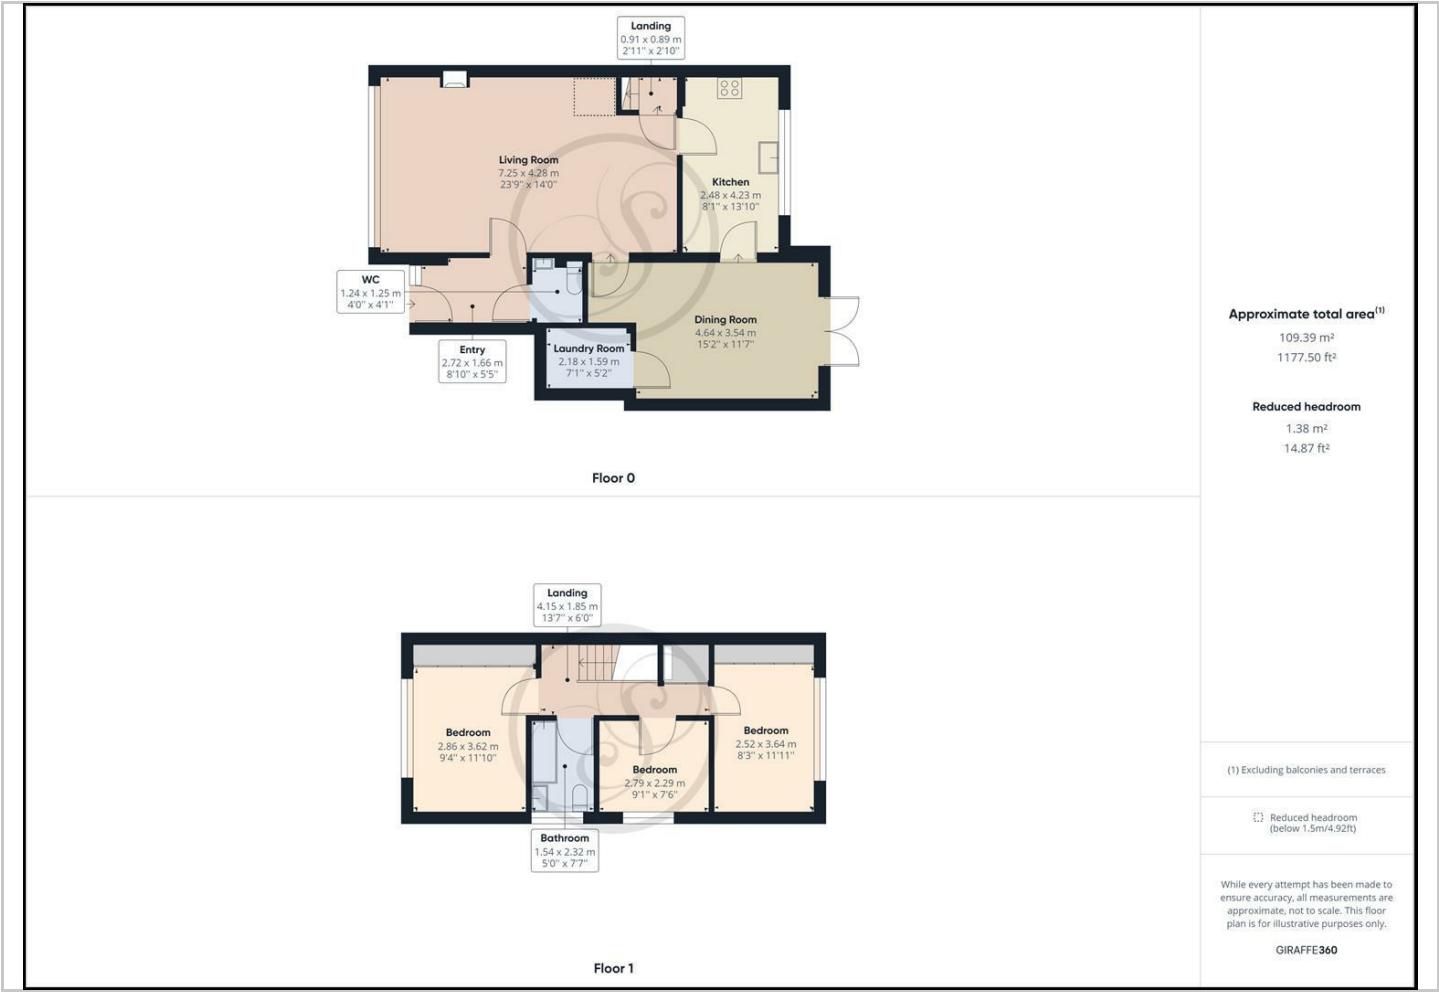 Landing
0.91 x 0.89 m
2'11" x 2'10"
Living Room
7.25 x 4.28 m
23'9" x 14'0"
Kitchen
2.48 x 4.23 m
8'1" x 13'10"
WC
1.24 x 1.25 m
4'0" x 4'1"
Entry
2.72 x 1.66 m
8'10" x 5'5"
Laundry Room
2.18 x 1.59 m
7'1" x 5'2"
Dining Room
4.64 x 3.54 m
15'2" x 11'7"
Floor 0
Landing
4.15 x 1.85 m
13'7" x 6'0"
Bedroom
2.86 x 3.62 m
9'4" x 11'10"
Bedroom
2.79 x 2.29 m
9'1" x 7'6"
Bedroom
2.52 x 3.64 m
8'3" x 11'11"
Bathroom
1.54 x 2.32 m
5'0" x 7'7"
Floor 1
Approximate total area(1)
109.39 m²
1177.50 ft²
Reduced headroom
1.38 m²
14.87 ft²
(1) Excluding balconies and terraces
Reduced headroom
(below 1.5m/4.92ft)
While every attempt has been made to
ensure accuracy, all measurements are
approximate, not to scale. This floor
plan is for illustrative purposes only.
GIRAFFE360